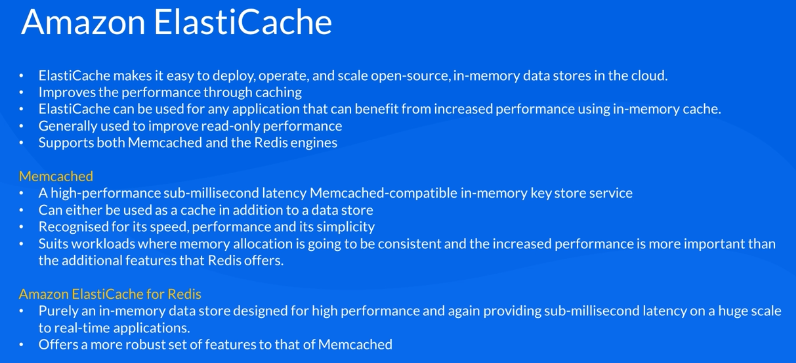 Amazon ElastiCache
• ElastiCache makes it easy to deploy, operate, and scale open-source, in-memory data stores in the cloud.
• Improves the performance through caching
• ElastiCache can be used for any application that can benefit from increased performance using in-memory cache.
• Generally used to improve read-only performance
• Supports both Memcached and the Redis engines
Memcached
• A high-performance sub-millisecond latency Memcached-compatible in-memory key store service
• Can either be used as a cache in addition to a data store
• Recognised for its speed, performance and its simplicity
• Suits workloads where memory allocation is going to be consistent and the increased performance is more important than
the additional features that Redis offers.
Amazon ElastiCache for Redis
• Purely an in-memory data store designed for high performance and again providing sub-millisecond latency on a huge scale
to real-time applications.
• Offers a more robust set of features to that of Memcached